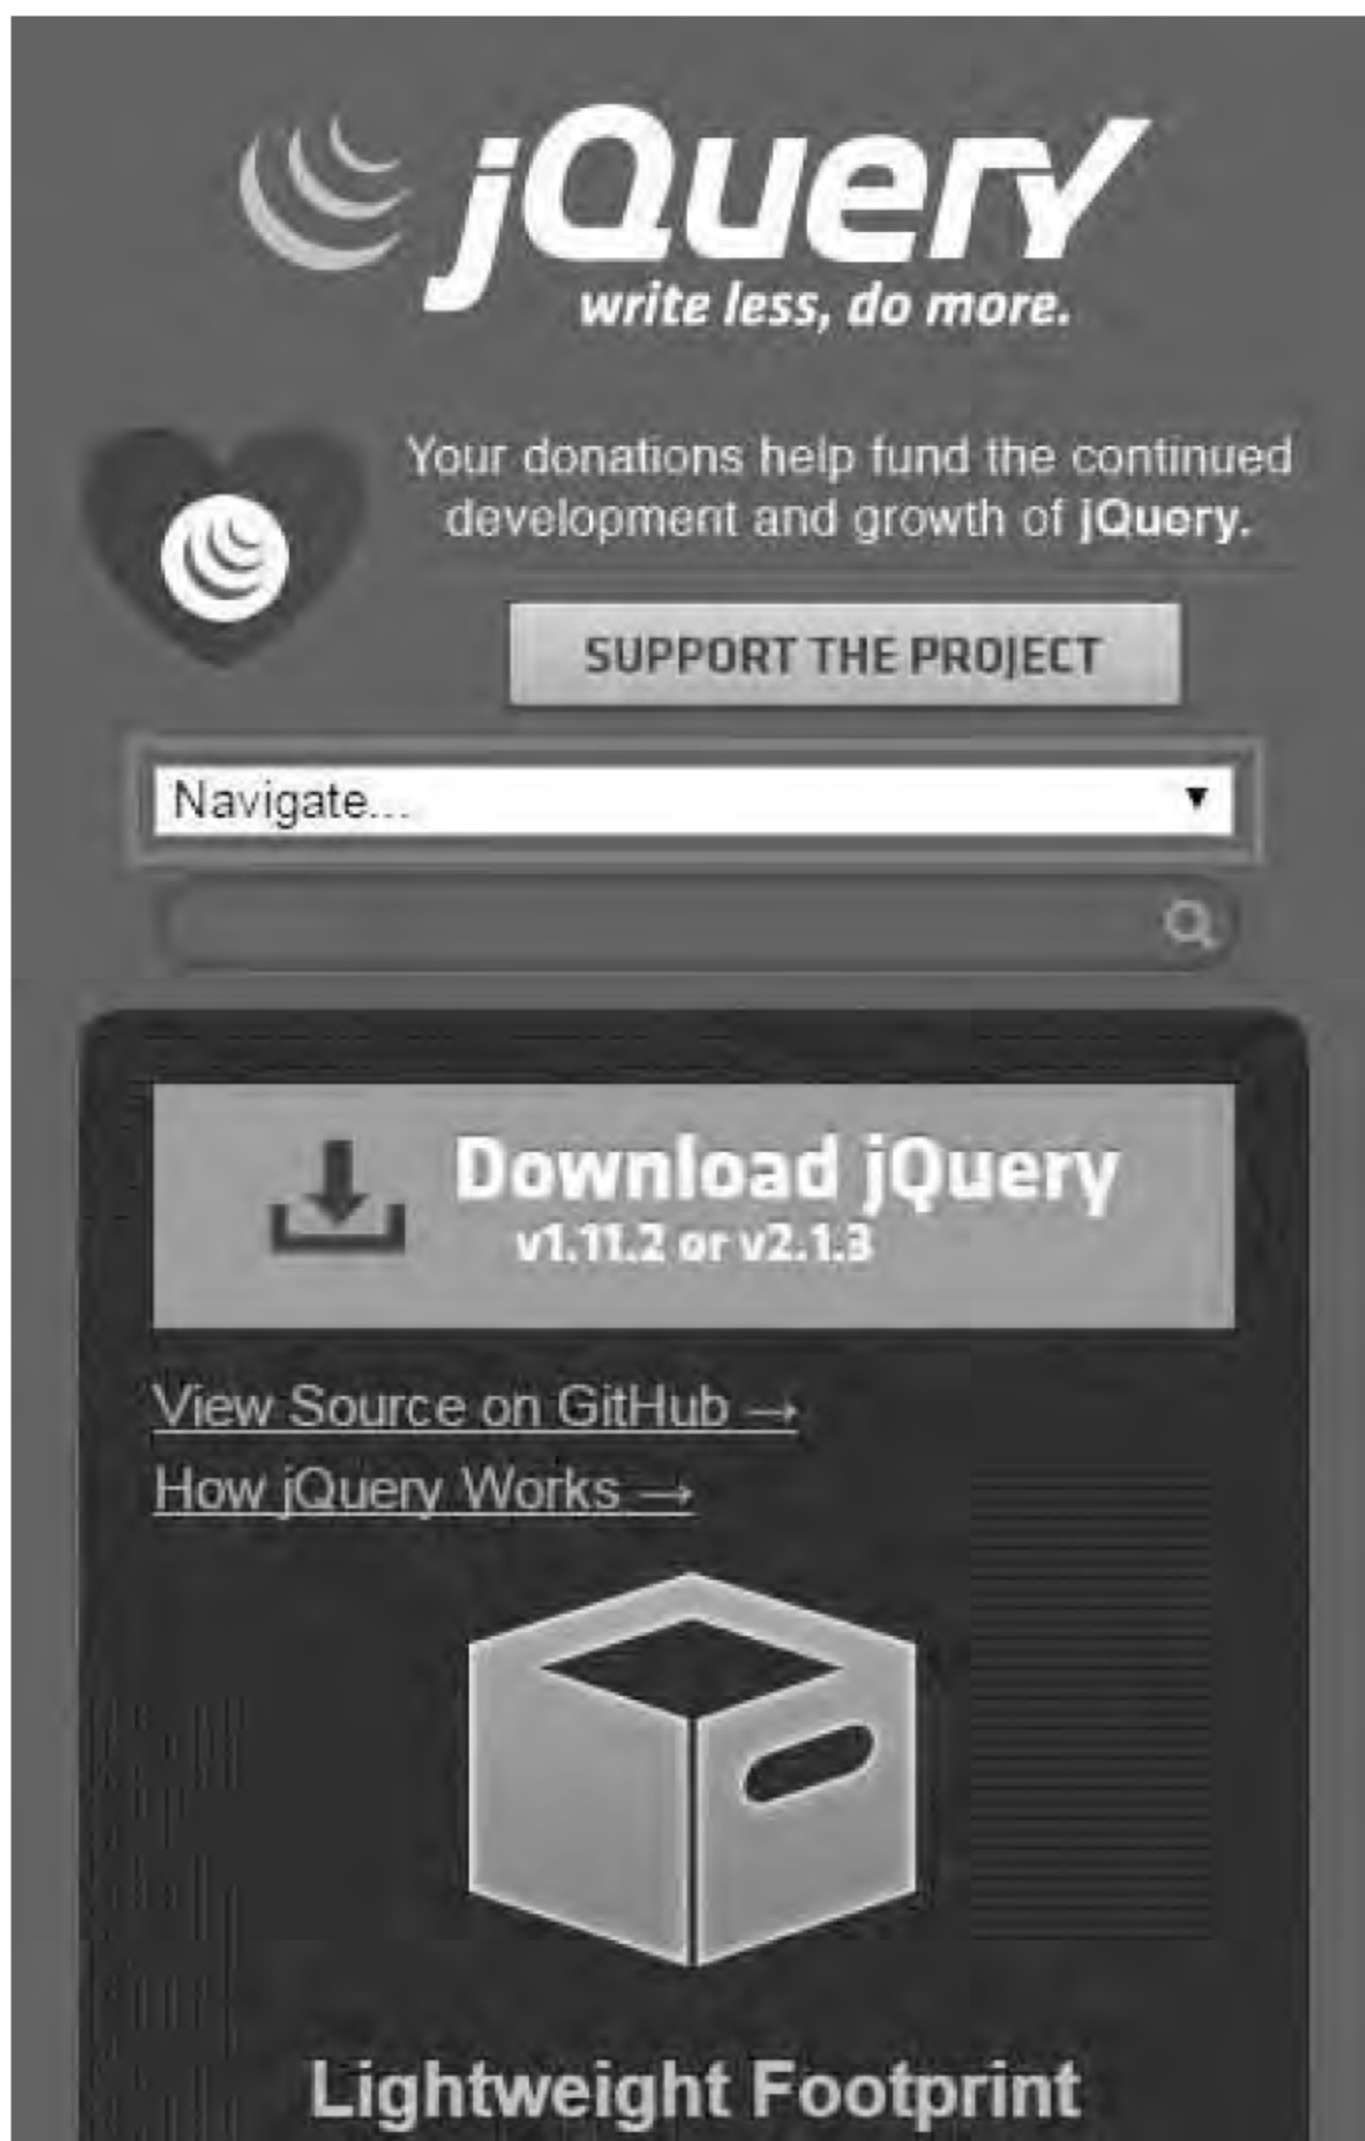 jQuery
write less, do more.
Your donations help fund the continued
development and growth of jQuery.
SUPPORT THE PROJECT
Navigate...
Download jQuery
v1.11.2 or v2.1.3
View Source on GitHub →
How jQuery Works →
Lightweight Footprint